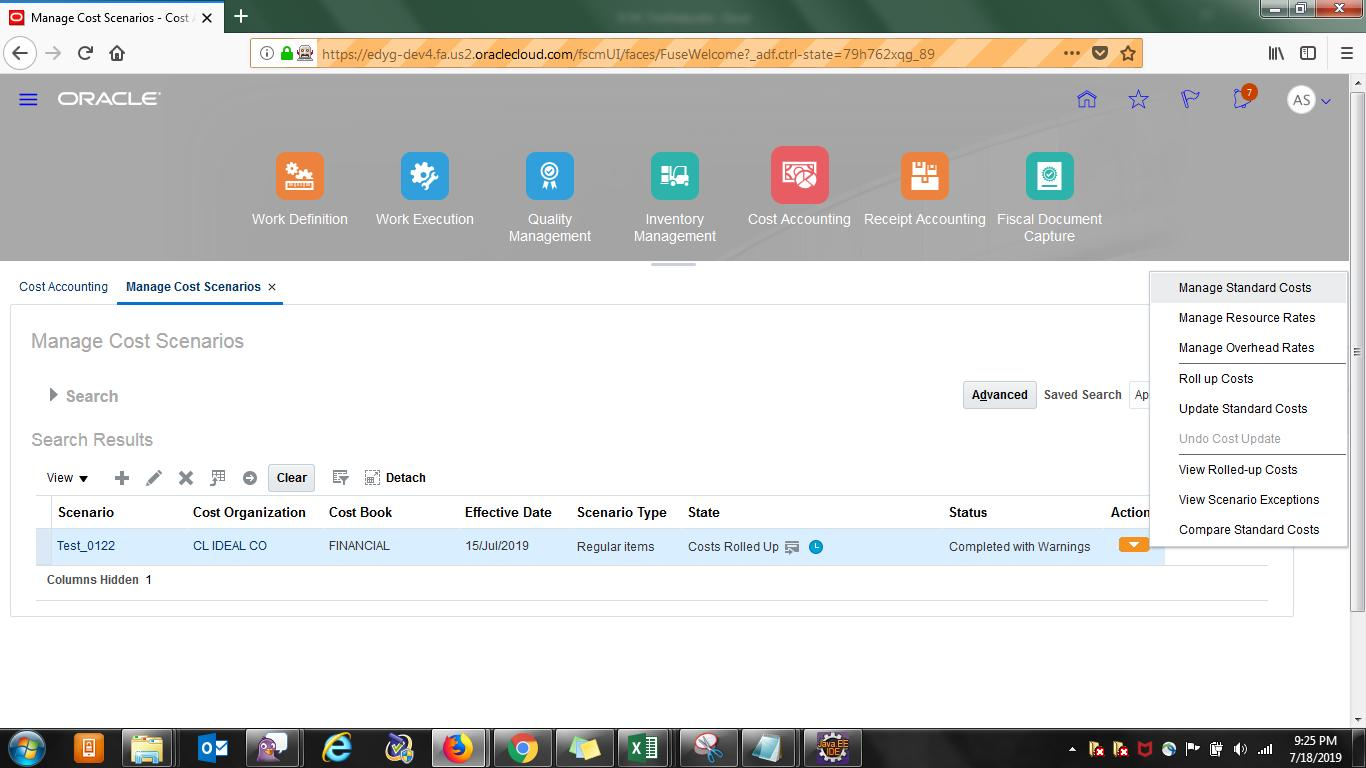 Manage Cost Scenarios - Cost A
https://edyg-dev4.fa.us2.oraclecloud.com/fscmUI/faces/FuseWelcome?_adf.ctrl-state=79h762xqg_89
ORACLE
7
AS
Work Definition
Work Execution
Quality Management
Inventory Management
Cost Accounting
Receipt Accounting
Fiscal Document Capture
Cost Accounting
Manage Cost Scenarios
Manage Cost Scenarios
Search
Advanced
Saved Search
Ap
Search Results
View
Clear
Detach
Scenario Cost Organization Cost Book Effective Date Scenario Type State Status Action
Test_0122 CL IDEAL CO FINANCIAL 15/Jul/2019 Regular items Costs Rolled Up Completed with Warnings
Columns Hidden 1
Manage Standard Costs
Manage Resource Rates
Manage Overhead Rates
Roll up Costs
Update Standard Costs
Undo Cost Update
View Rolled-up Costs
View Scenario Exceptions
Compare Standard Costs
Java EE
IDE
9:25 PM
7/18/2019